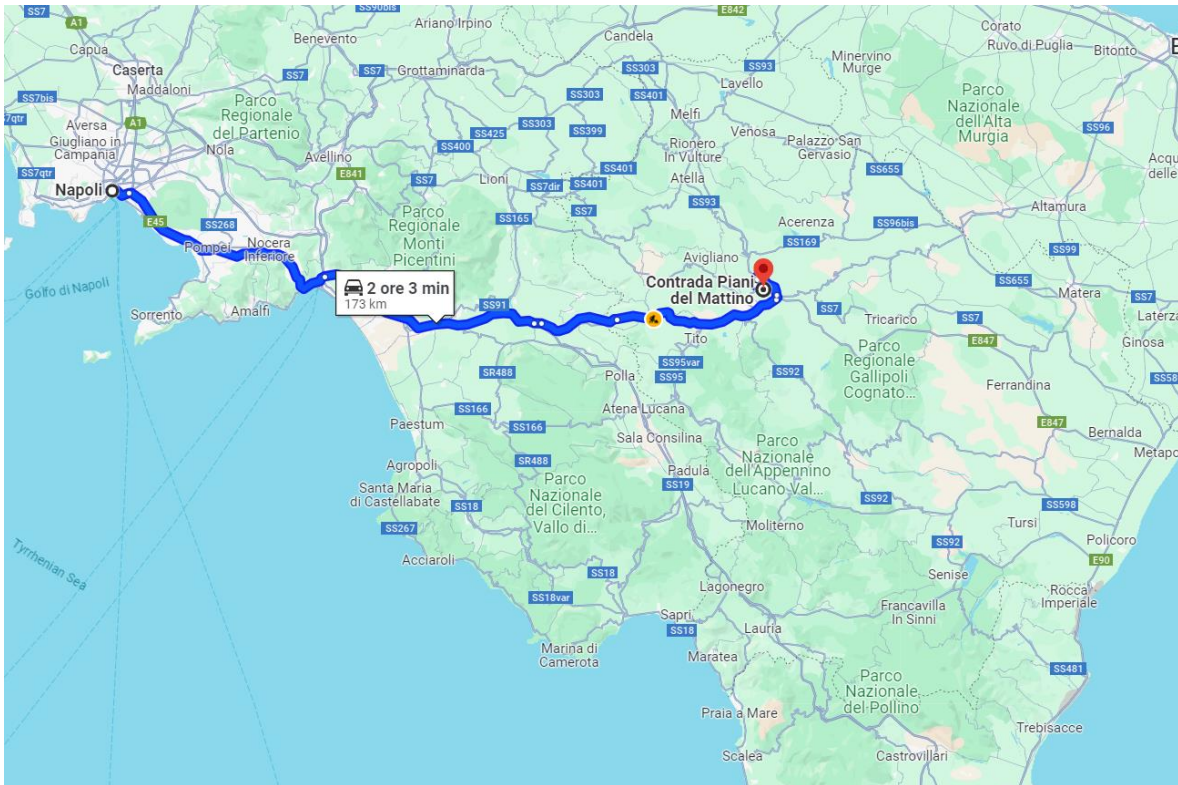 SS7
SS90bis
Ariano Irpino
E842
Corato
A1
Benevento
Candela
Ruvo di Puglia
Bitonto
Capua
Caserta
SS7
SS7
Grottaminarda
SS303
SS93
Minervino
Murge
Maddaloni
SS303
SS401
Lavello
SS7bis
Parco
Regionale
del Partenio
SS303
Melfi
Parco
Nazionale
dell'Alta
Murgia
Aversa
A1
SS425
SS399
Venosa
SS96
7qtr
Giugliano in
Campania
Nola
SS400
Rionero
In Vulture
Palazzo San
Gervasio
Avellino
SS401
SS7qtr
E841
SS7
Lioni
SS7dir
SS401
Atella
SS655
Acqu
delle
Napoli
SS165
SS7
SS93
Altamura
E45
SS268
Parco
Regionale
Monti
Picentini
Acerenza
SS96bis
Pompei
Nocera
Inferiore
SS169
SS99
Avigliano
Golfo di Napoli
2 ore 3 min
173 km
Contrada Piani
del Mattino
Matera
SS7
Sorrento
Amalfi
SS91
SS7
Tricarico
SS7
Laterza
Tito
E847
Ginosa
SS95var
Parco
Regionale
Gallipoli
Cognato...
SR488
Polla
SS95
SS92
SS58
Ferrandina
SS166
Atena Lucana
Paestum
SS166
E847
Sala Consilina
Bernalda
Agropoli
SR488
Parco
Nazionale
dell'Appennino
Lucano Val...
Metapo
Padula
Santa Maria
di Castellabate
Parco
Nazionale
del Cilento,
Vallo di...
SS19
SS92
SS18
SS598
SS267
Moliterno
Tursi
Tyrrhenian Sea
SS92
Policoro
Acciaroli
E90
SS18
Senise
SS18var
Lagonegro
Rocca
Imperiale
Sapri
Francavilla
In Sinni
SS18
Lauria
Marina di
Camerota
Maratea
SS481
Parco
Nazionale
del Pollino
Praia a Mare
Trebisacce
Scalea
Castrovillari